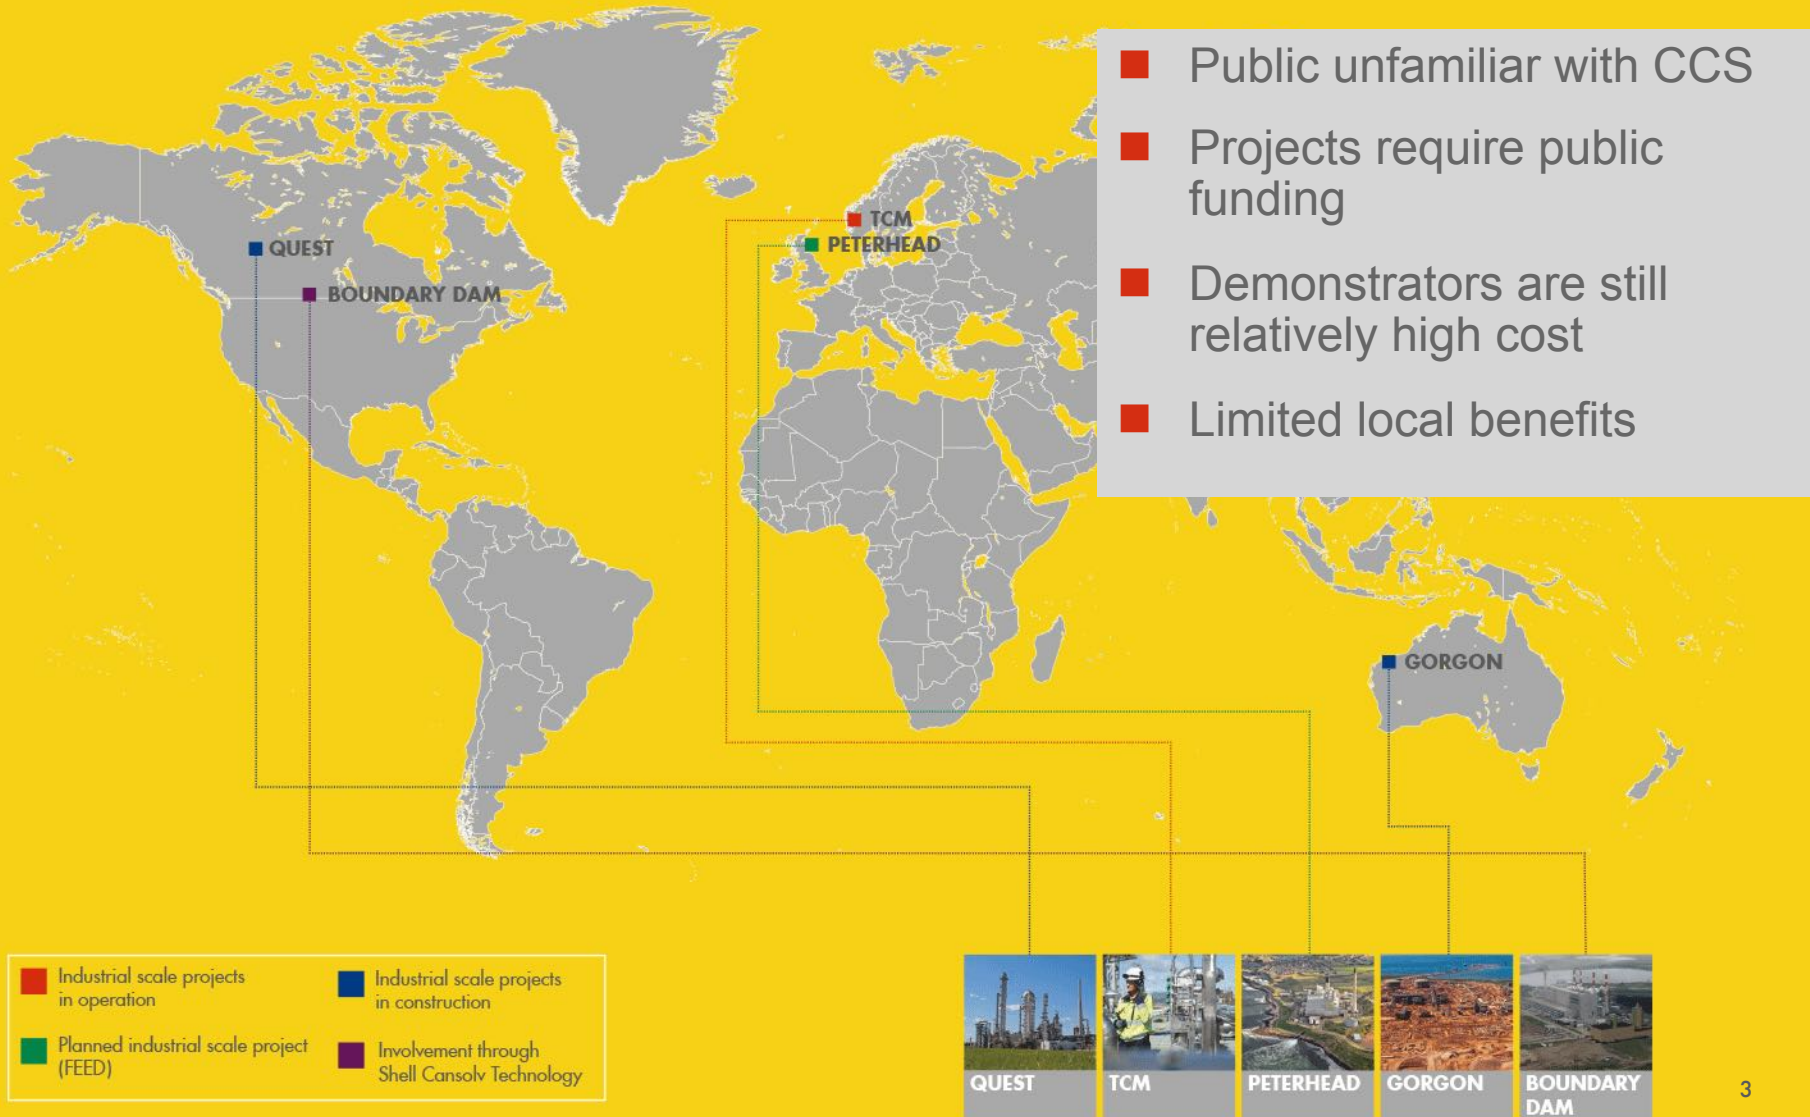 Public unfamiliar with CCS
Projects require public
funding
Demonstrators are still
relatively high cost
Limited local benefits
TCM
PETERHEAD
QUEST
BOUNDARY DAM
GORGON
Industrial scale projects
in operation
Industrial scale projects
in construction
Planned industrial scale project
(FEED)
Involvement through
Shell Cansolv Technology
QUEST
TCM
PETERHEAD
GORGON
BOUNDARY
DAM
3